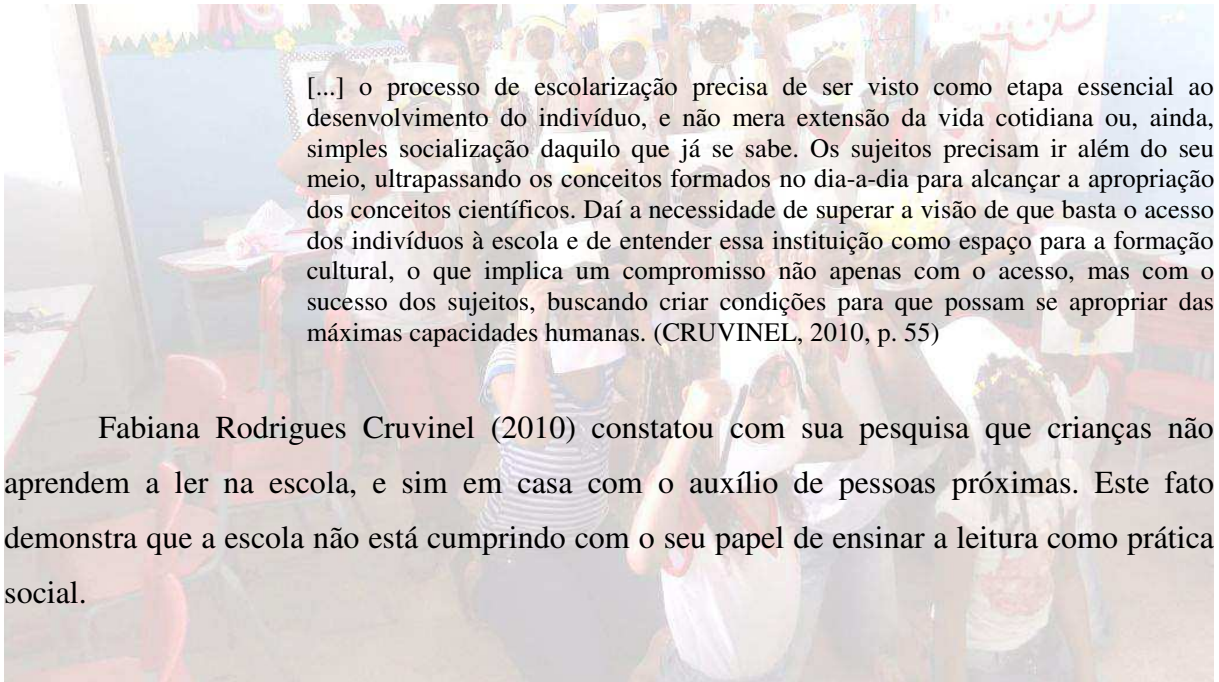 [...] o processo de escolarização precisa de ser visto como etapa essencial ao
desenvolvimento do indivíduo, e não mera extensão da vida cotidiana ou, ainda,
simples socialização daquilo que já se sabe. Os sujeitos precisam ir além do seu
meio, ultrapassando os conceitos formados no dia-a-dia para alcançar a apropriação
dos conceitos científicos. Daí a necessidade de superar a visão de que basta o acesso
dos indivíduos à escola e de entender essa instituição como espaço para a formação
cultural, o que implica um compromisso não apenas com o acesso, mas com o
sucesso dos sujeitos, buscando criar condições para que possam se apropriar das
máximas capacidades humanas. (CRUVINEL, 2010, p. 55)
Fabiana Rodrigues Cruvinel (2010) constatou com sua pesquisa que crianças não
aprendem a ler na escola, e sim em casa com o auxílio de pessoas próximas. Este fato
demonstra que a escola não está cumprindo com o seu papel de ensinar a leitura como prática
social.